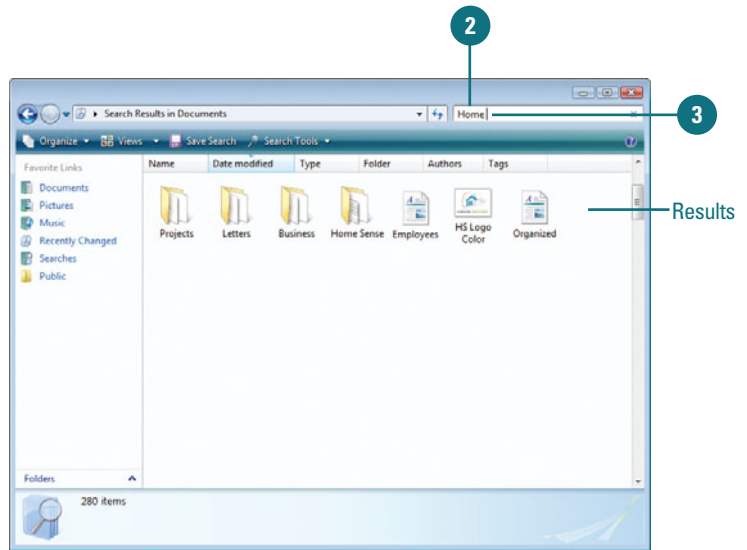 2
Search Results in Documents
Home
3
Organize Views Save Search Search Tools
Favorite Links
Name Date modified Type Folder Authors Tags
Documents
Pictures
Music
Recently Changed
Searches
Public
Projects Letters Business Home Sense Employees HS Logo Color Organized
Results
Folders
280 items